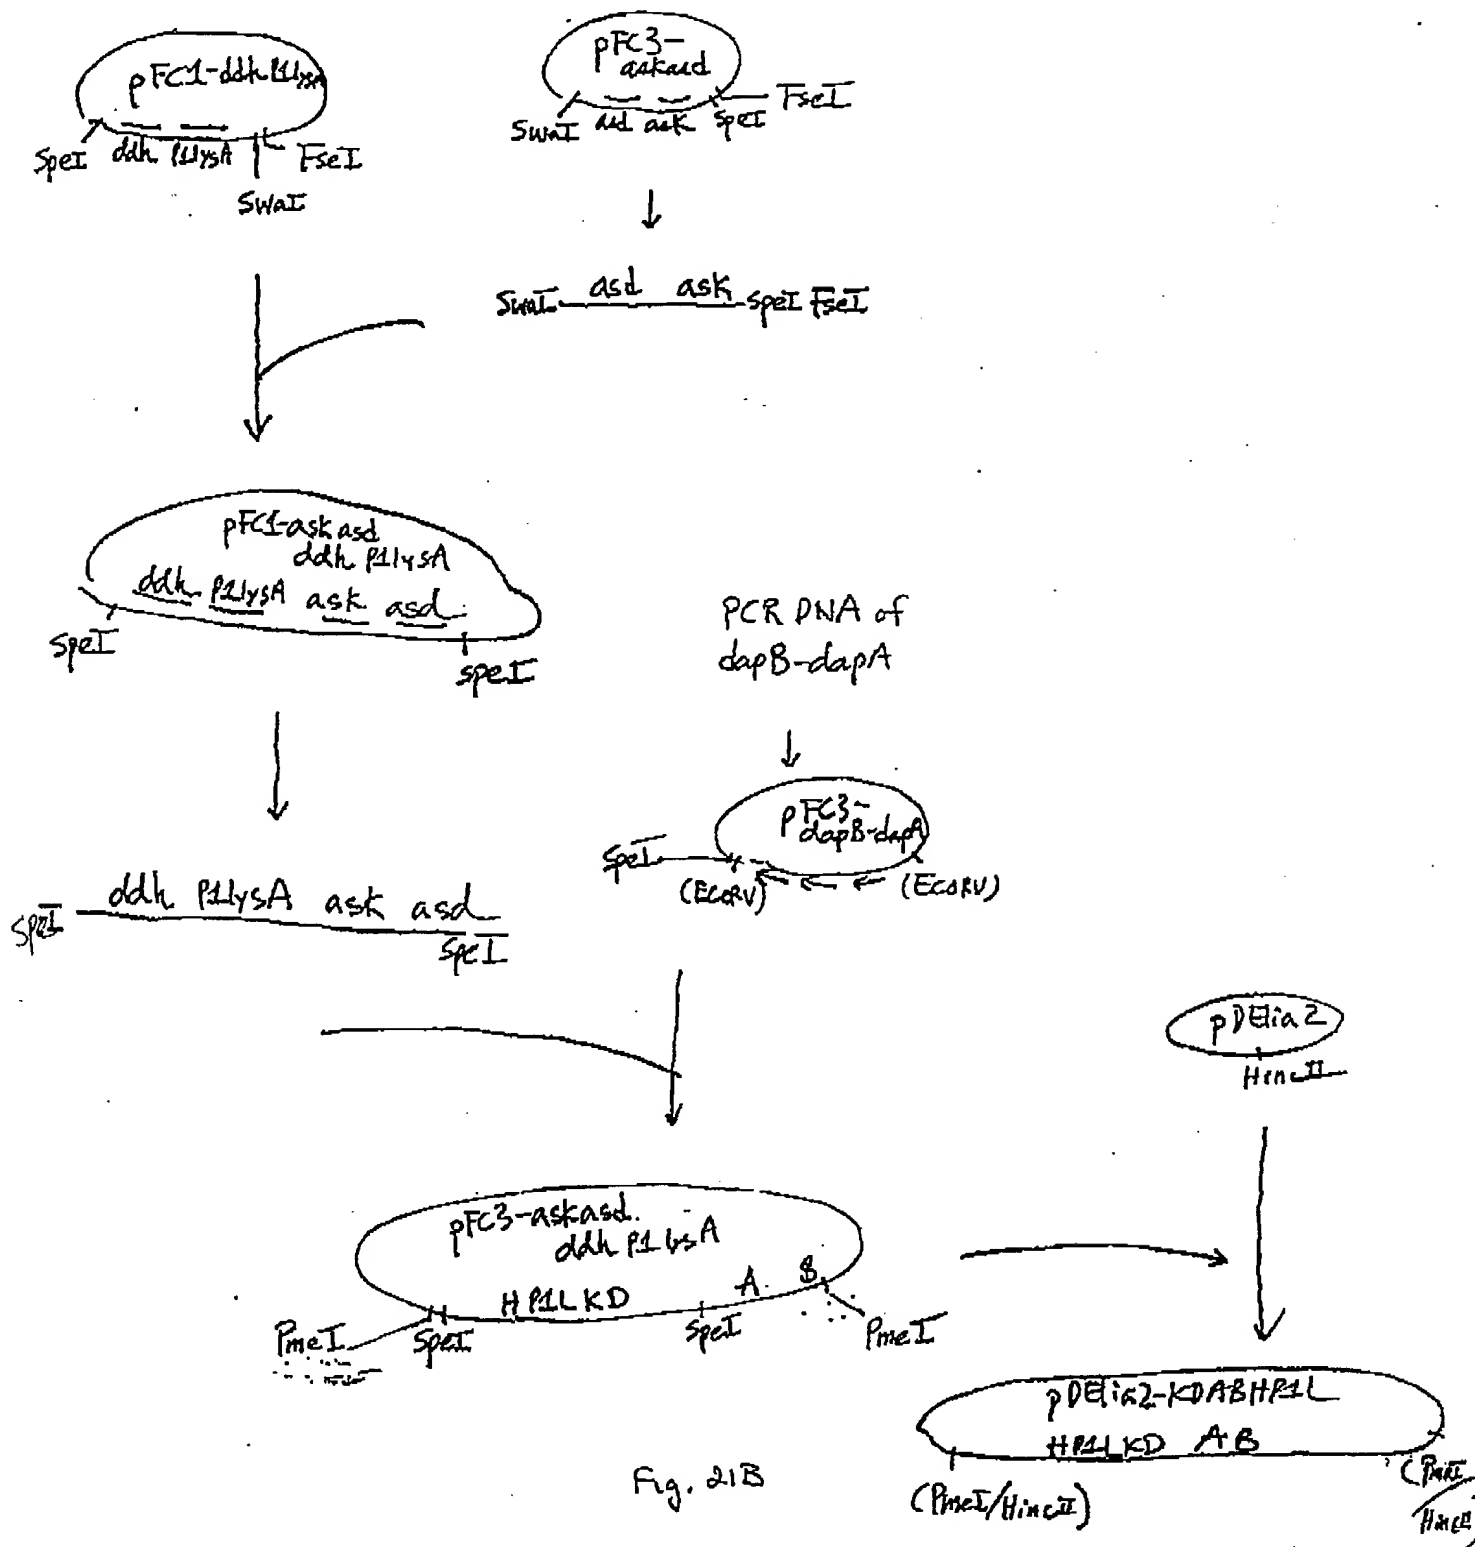 pFC1-ddh P1lysA
SpeI
ddh P1lysA
FseI
SwaI
pFC3-
askasd
SwaI asd ask SpeI
FseI
SwaI asd ask SpeI FseI
pFC1-ask asd
ddh P1lysA
ddh P1lysA ask asd
SpeI
SpeI
PCR DNA of
dapB-dapA
pFC3-
dapB-dapA
SpeI
(EcoRV)
(EcoRV)
ddh P1lysA ask asd
SpeI
SpeI
pDElia2
HincII
pFC3-askasd
ddh P1lysA
HP1LKD
A B
PmeI
SpeI
SpeI
PmeI
pDElia2-KDABHP1L
HP1LKD AB
(PmeI/HincII)
(PmeI
HincII)
Fig. 21B